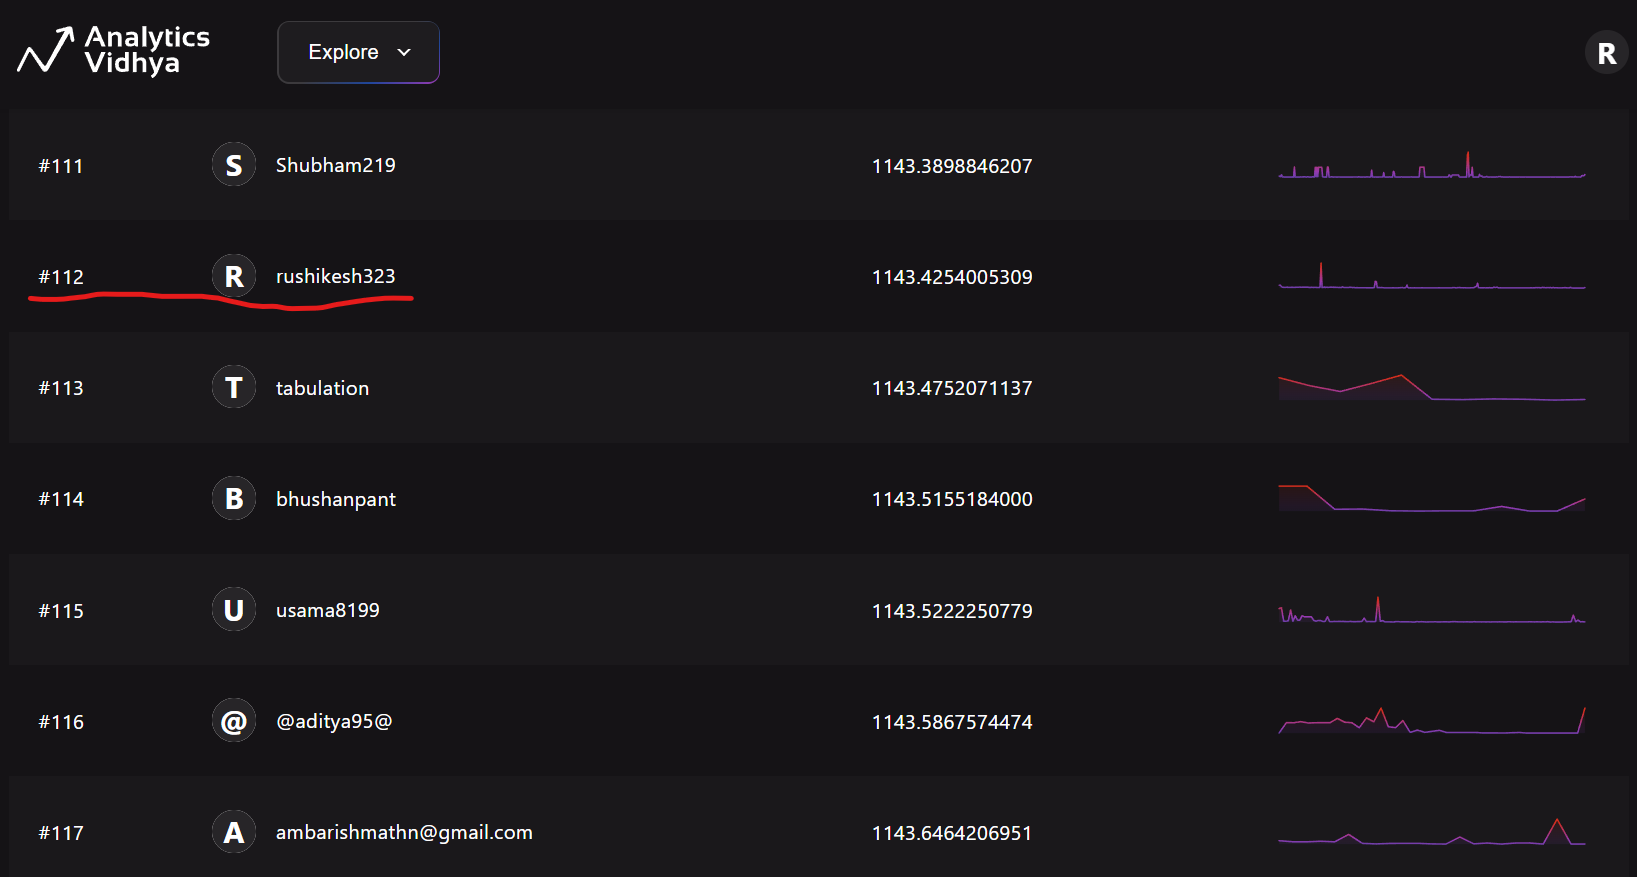 Analytics
Vidhya
Explore
R
#111 S Shubham219 1143.3898846207
#112 R rushikesh323 1143.4254005309
#113 T tabulation 1143.4752071137
#114 B bhushanpant 1143.5155184000
#115 U usama8199 1143.5222250779
#116 @ @aditya95@ 1143.5867574474
#117 A ambarishmathn@gmail.com 1143.6464206951